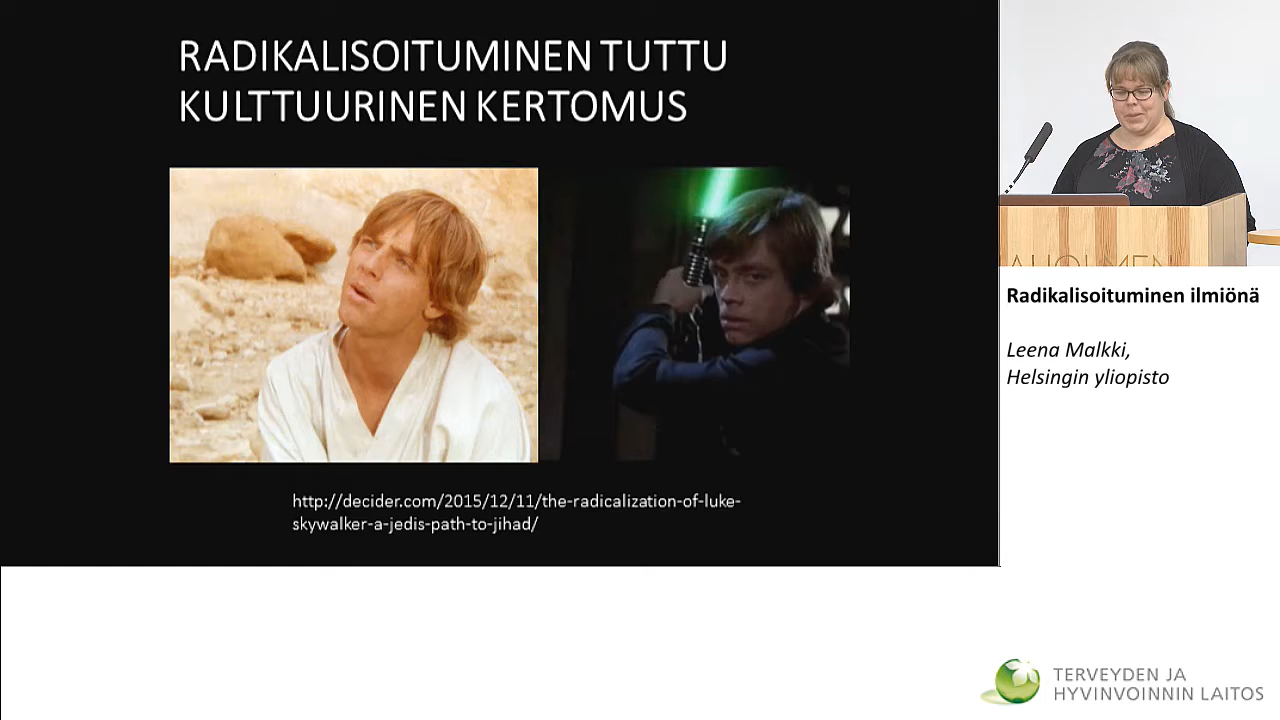 RADIKALISOITUMINEN TUTTU
KULTTUURINEN KERTOMUS
http://decider.com/2015/12/11/the-radicalization-of-luke-
skywalker-a-jedis-path-to-jihad/
Radikalisoituminen ilmiönä
Leena Malkki,
Helsingin yliopisto
TERVEYDEN JA
HYVINVOINNIN LAITOS